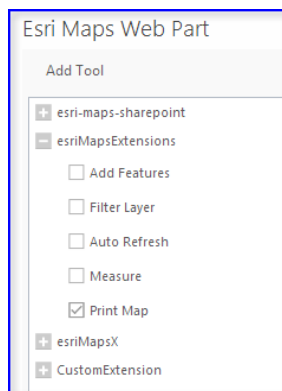 Esri Maps Web Part
Add Tool
esri-maps-sharepoint
esriMapsExtensions
Add Features
Filter Layer
Auto Refresh
Measure
Print Map
esriMapsX
CustomExtension